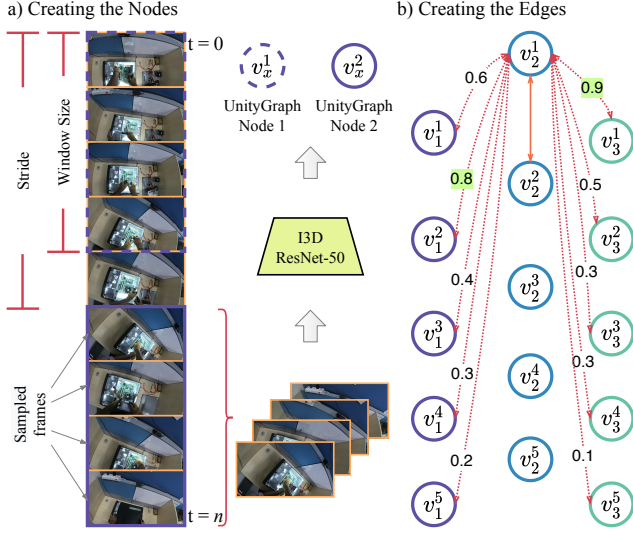 a) Creating the Nodes
t = 0
Stride
Window Size
v_x^1
v_x^2
UnityGraph
Node 1
UnityGraph
Node 2
I3D
ResNet-50
Sampled
frames
t = n
b) Creating the Edges
v_2^1
0.6
0.9
v_1^1
v_3^1
0.8
0.5
v_2^2
v_1^2
v_3^2
0.4
0.3
v_2^3
v_1^3
v_3^3
0.3
0.3
v_2^4
v_1^4
v_3^4
0.2
0.1
v_2^5
v_1^5
v_3^5